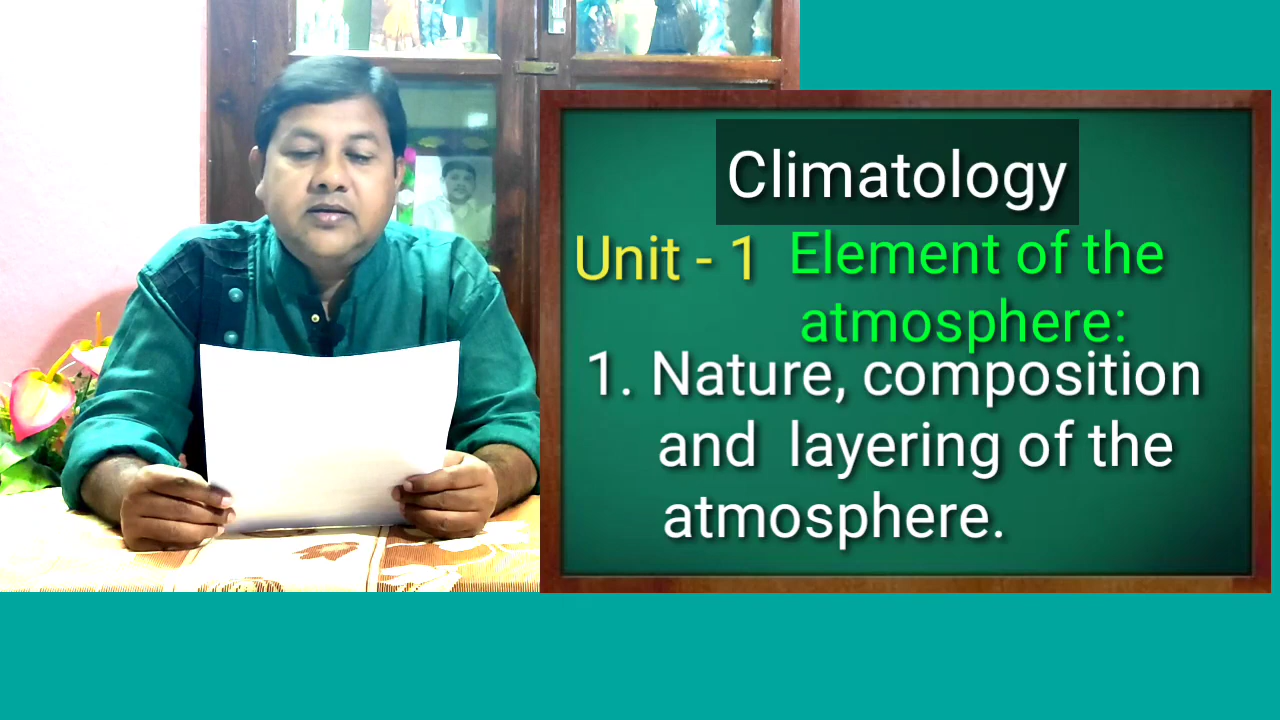 Climatology
Unit - 1 Element of the
atmosphere:
1. Nature, composition
and layering of the
atmosphere.